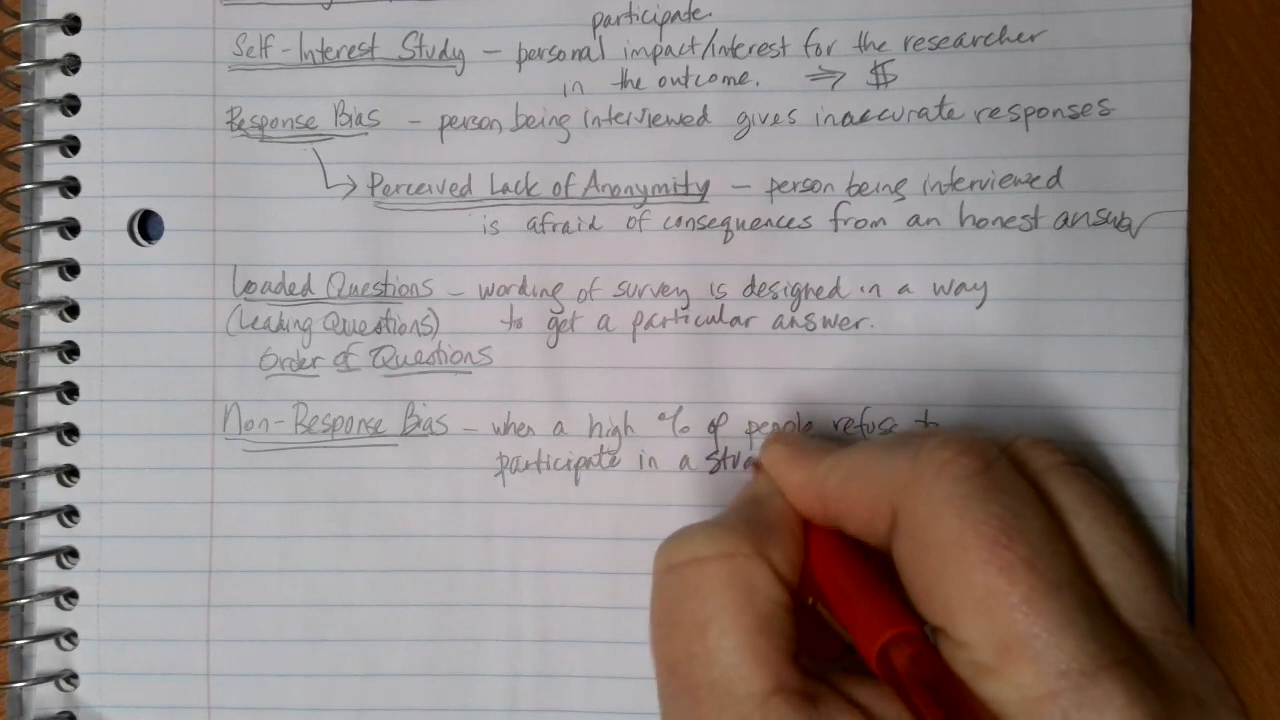 participate.
Self-Interest Study - personal impact/interest for the researcher
in the outcome. ⇒ $
Response Bias - person being interviewed gives inaccurate responses
↳ Perceived Lack of Anonymity - person being interviewed
is afraid of consequences from an honest answer
Loaded Questions - wording of survey is designed in a way
(Leading Questions) to get a particular answer.
Order of Questions
Non-Response Bias - when a high % of people refuse to
participate in a